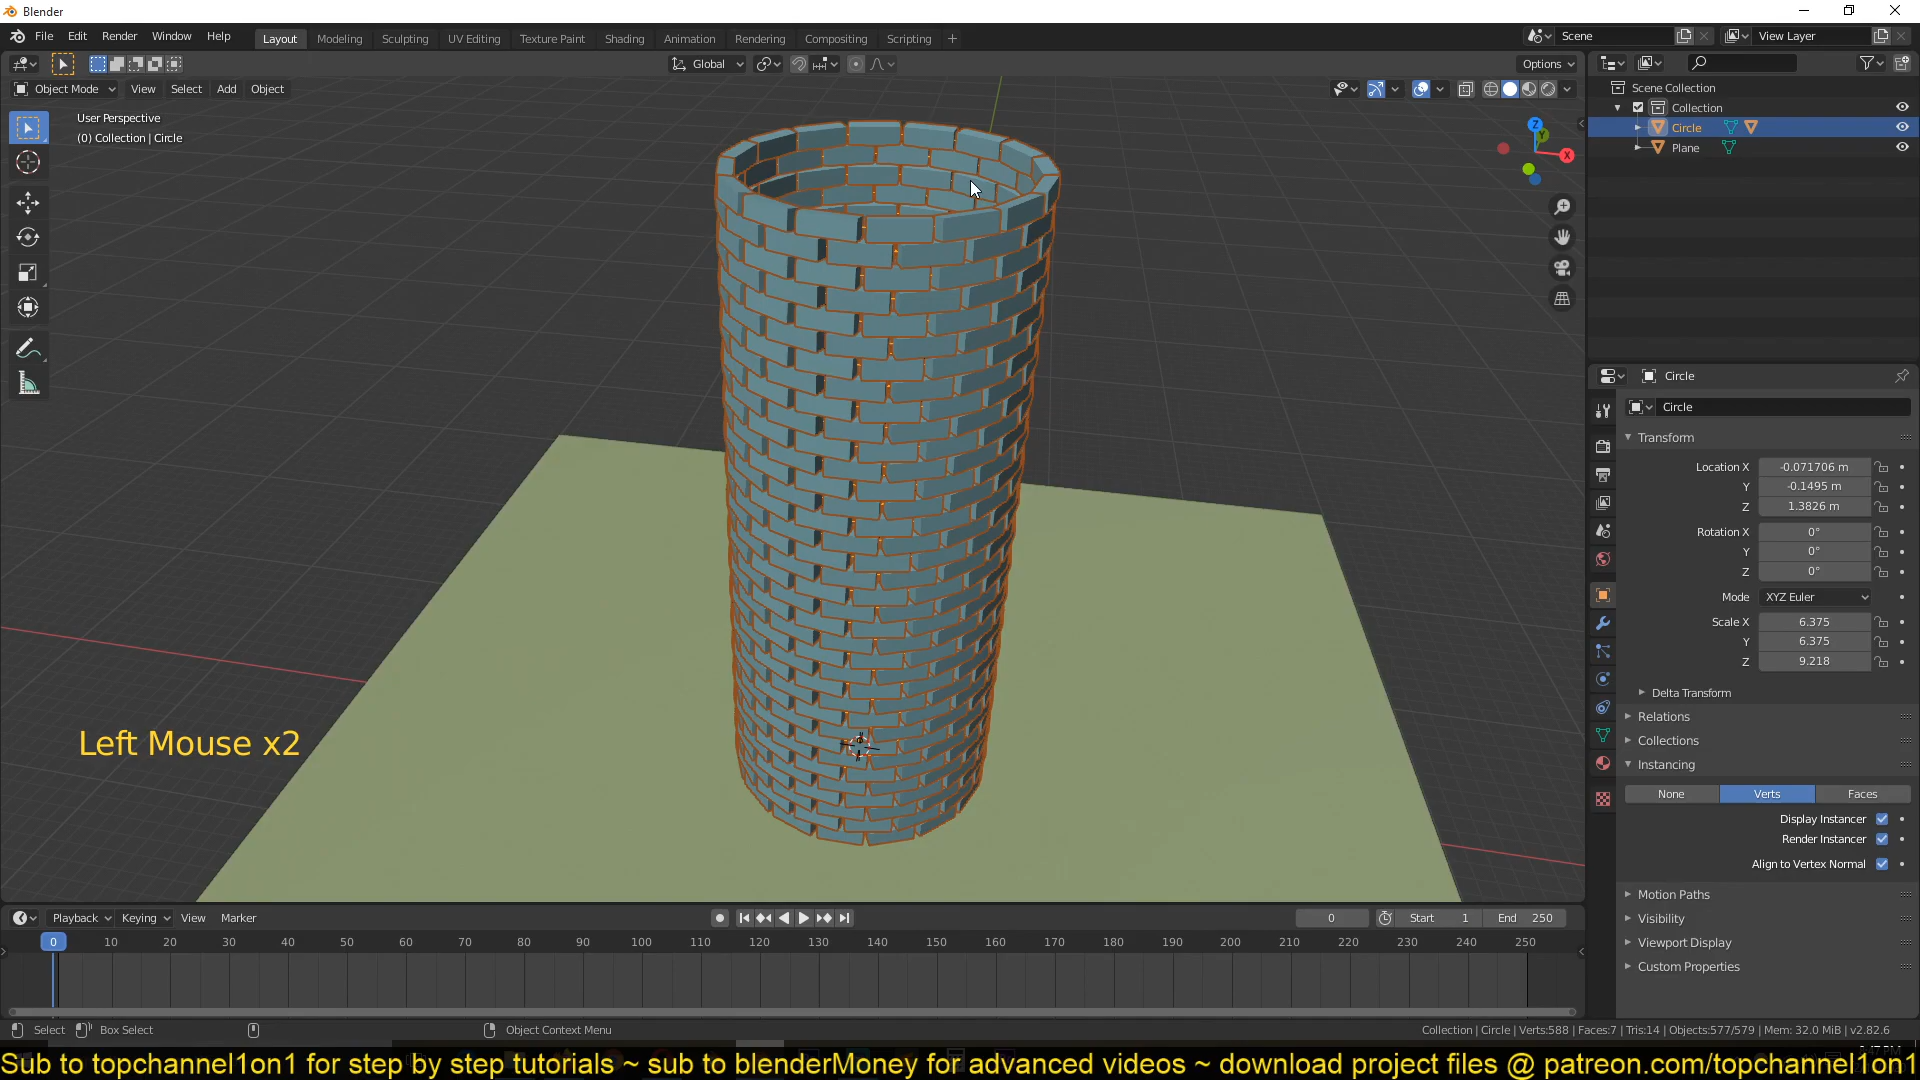 Blender
File Edit Render Window Help Layout Modeling Sculpting UV Editing Texture Paint Shading Animation Rendering Compositing Scripting + Scene View Layer
Global Options
Object Mode View Select Add Object
User Perspective
(0) Collection | Circle
Z
Y
X
Scene Collection
Collection
Circle
Plane
Circle
Circle
Transform
Location X -0.071706 m
Y -0.1495 m
Z 1.3826 m
Rotation X 0°
Y 0°
Z 0°
Mode XYZ Euler
Scale X 6.375
Y 6.375
Z 9.218
Delta Transform
Relations
Collections
Instancing
None Verts Faces
Display Instancer
Render Instancer
Align to Vertex Normal
Motion Paths
Visibility
Viewport Display
Custom Properties
Left Mouse x2
Playback Keying View Marker 0 Start 1 End 250
0 10 20 30 40 50 60 70 80 90 100 110 120 130 140 150 160 170 180 190 200 210 220 230 240 250
Select Box Select Object Context Menu Collection | Circle | Verts:588 | Faces:7 | Tris:14 | Objects:577/579 | Mem: 32.0 MiB | v2.82.6
Sub to topchannel1on1 for step by step tutorials ~ sub to blenderMoney for advanced videos ~ download project files @ patreon.com/topchannel1on1